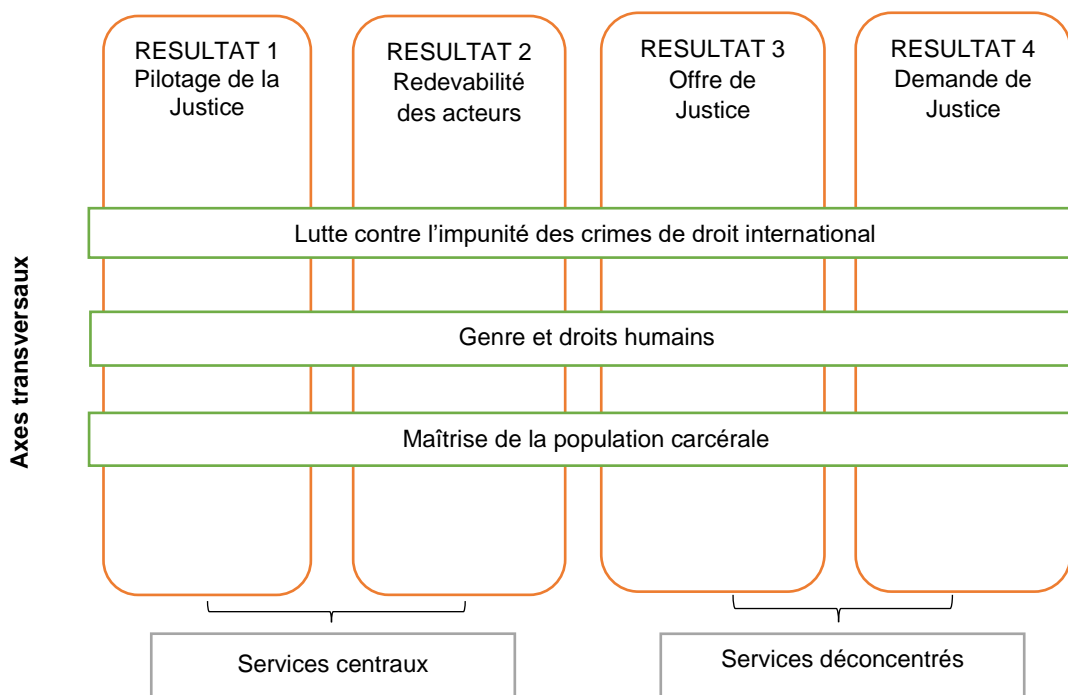 RESULTAT 1
Pilotage de la
Justice
RESULTAT 2
Redevabilité
des acteurs
RESULTAT 3
Offre de
Justice
RESULTAT 4
Demande de
Justice
Axes transversaux
Lutte contre l’impunité des crimes de droit international
Genre et droits humains
Maîtrise de la population carcérale
Services centraux
Services déconcentrés